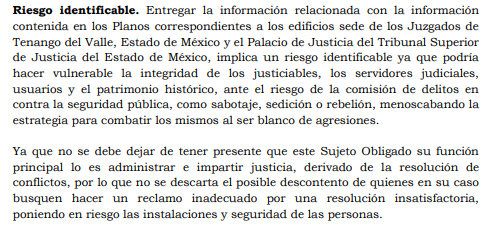 Riesgo identificable. Entregar la información relacionada con la información
contenida en los Planos correspondientes a los edificios sede de los Juzgados de
Tenango del Valle, Estado de México y el Palacio de Justicia del Tribunal Superior
de Justicia del Estado de México, implica un riesgo identificable ya que podría
hacer vulnerable la integridad de los justiciables, los servidores judiciales,
usuarios y el patrimonio histórico, ante el riesgo de la comisión de delitos en
contra la seguridad pública, como sabotaje, sedición o rebelión, menoscabando la
estrategia para combatir los mismos al ser blanco de agresiones.
Ya que no se debe dejar de tener presente que este Sujeto Obligado su función
principal lo es administrar e impartir justicia, derivado de la resolución de
conflictos, por lo que no se descarta el posible descontento de quienes en su caso
busquen hacer un reclamo inadecuado por una resolución insatisfactoria,
poniendo en riesgo las instalaciones y seguridad de las personas.